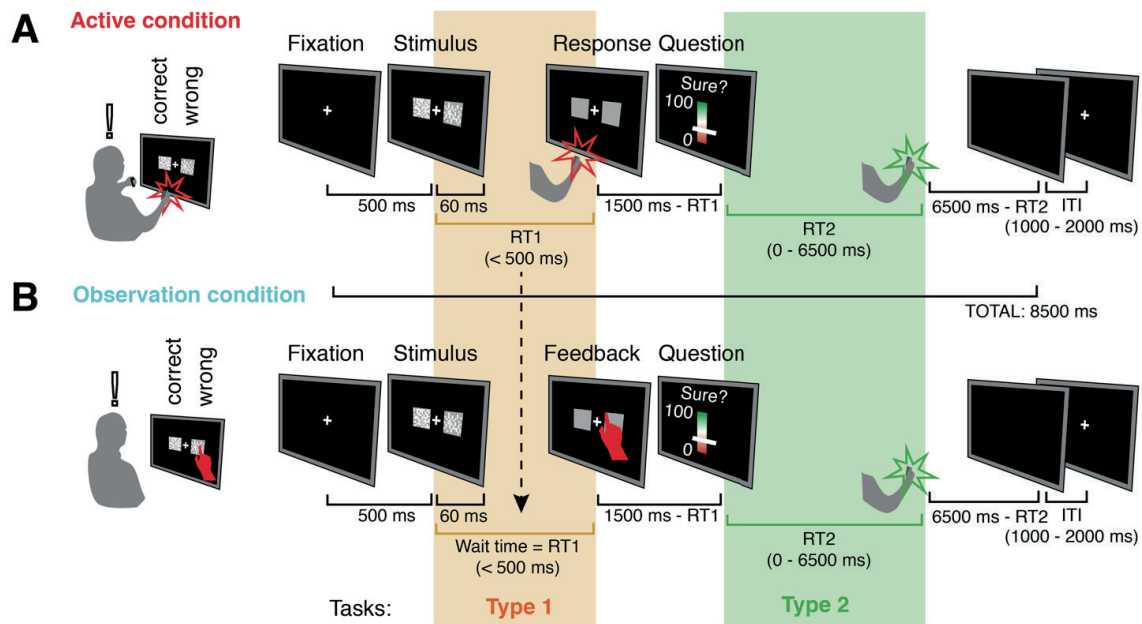 A
Active condition
correct
wrong
!
Fixation
Stimulus
Response
Question
Sure?
100
0
500 ms
60 ms
1500 ms - RT1
6500 ms - RT2
ITI
(1000 - 2000 ms)
RT1
(< 500 ms)
RT2
(0 - 6500 ms)
B
Observation condition
TOTAL: 8500 ms
correct
wrong
!
Fixation
Stimulus
Feedback
Question
Sure?
100
0
500 ms
60 ms
1500 ms - RT1
6500 ms - RT2
ITI
(1000 - 2000 ms)
Wait time = RT1
(< 500 ms)
RT2
(0 - 6500 ms)
Tasks:
Type 1
Type 2